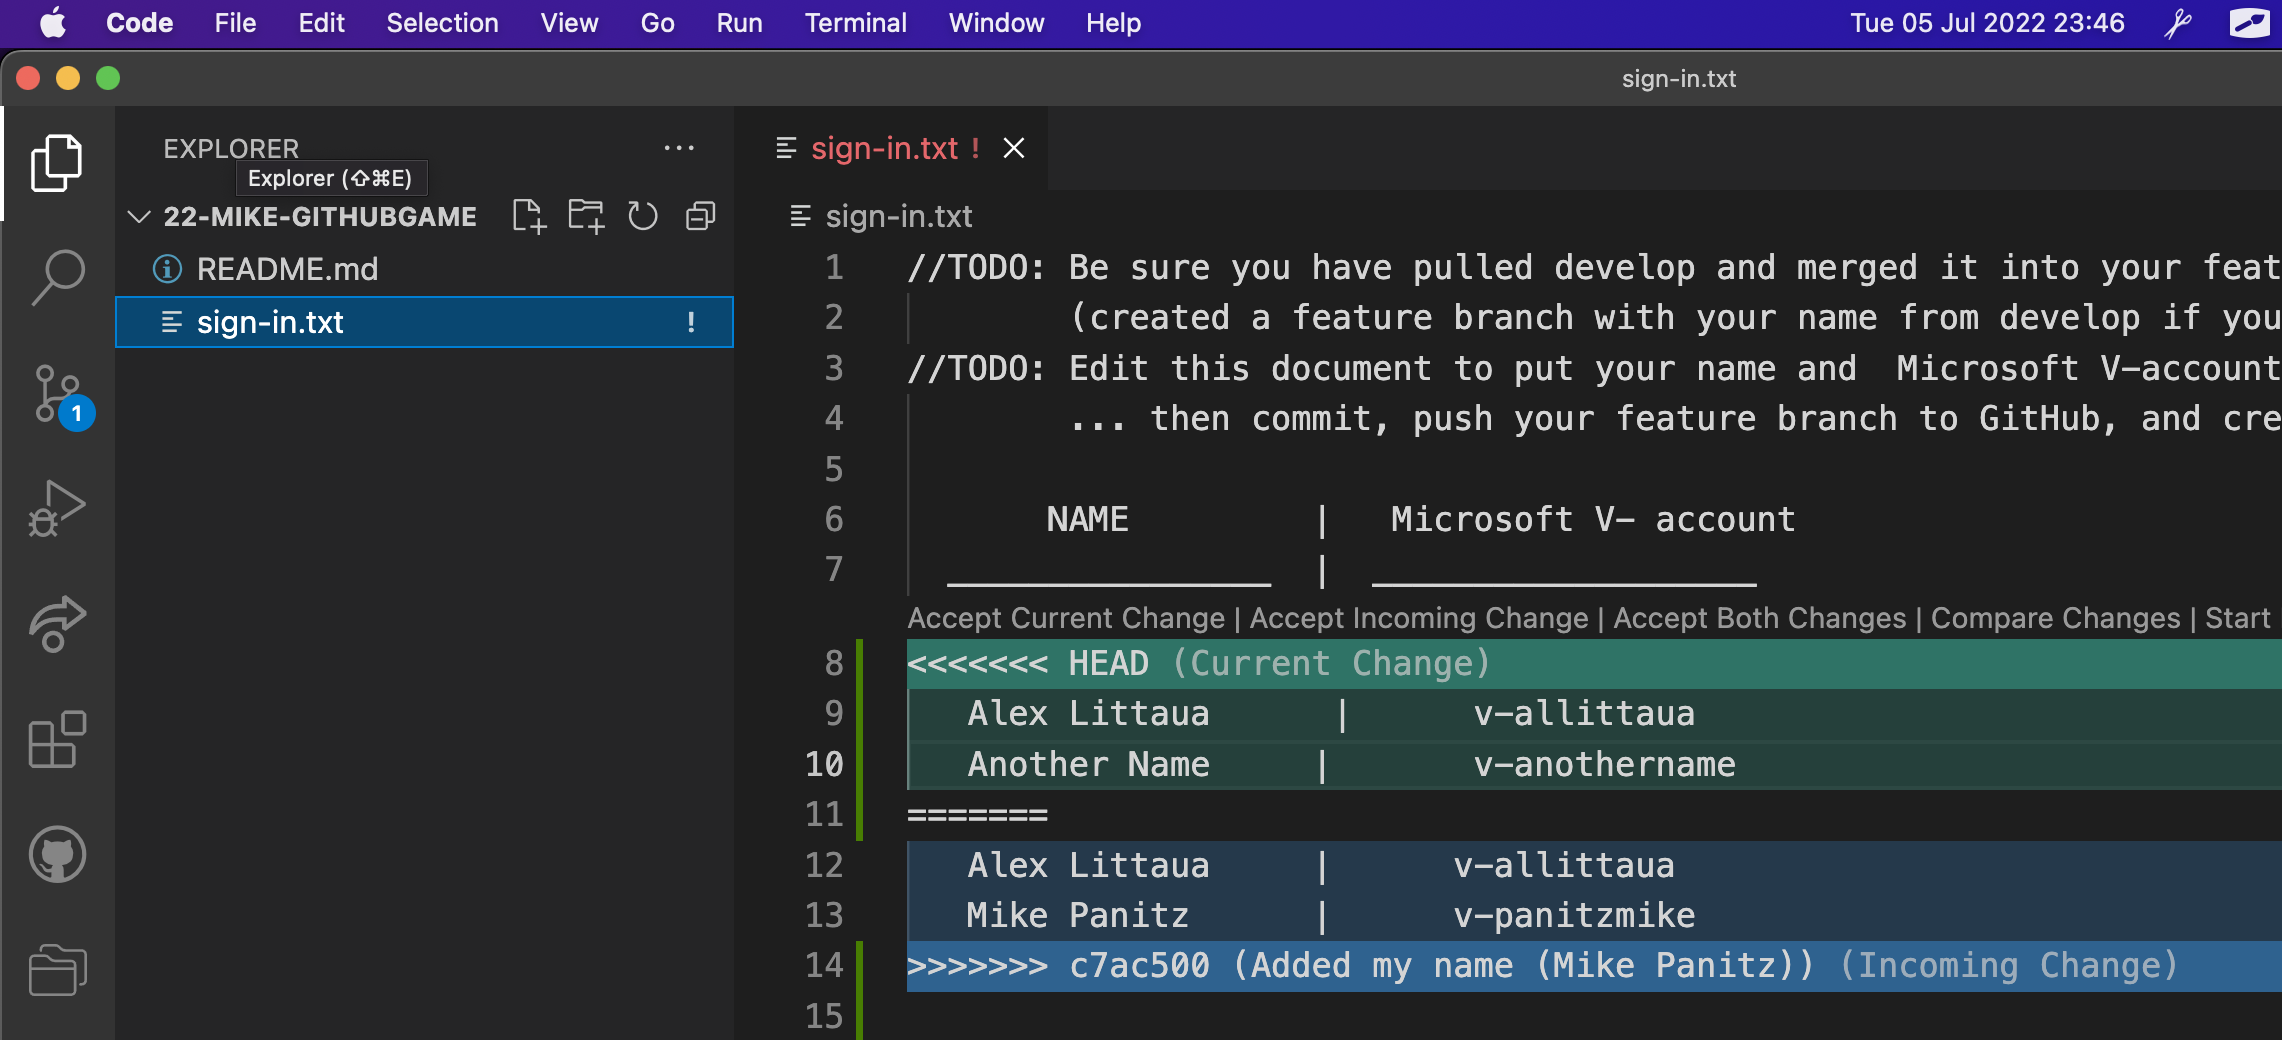 Code File Edit Selection View Go Run Terminal Window Help Tue 05 Jul 2022 23:46
sign-in.txt
EXPLORER
Explorer (⇧⌘E)
22-MIKE-GITHUBGAME
README.md
sign-in.txt !
1
sign-in.txt !
sign-in.txt
1 //TODO: Be sure you have pulled develop and merged it into your feat
2 (created a feature branch with your name from develop if you
3 //TODO: Edit this document to put your name and  Microsoft V-account
4 ... then commit, push your feature branch to GitHub, and cre
5
6 NAME | Microsoft V- account
7 ________________ | ___________________
Accept Current Change | Accept Incoming Change | Accept Both Changes | Compare Changes | Start
8 <<<<<<< HEAD (Current Change)
9 Alex Littaua | v-allittaua
10 Another Name | v-anothername
11 =======
12 Alex Littaua | v-allittaua
13 Mike Panitz | v-panitzmike
14 >>>>>>> c7ac500 (Added my name (Mike Panitz)) (Incoming Change)
15